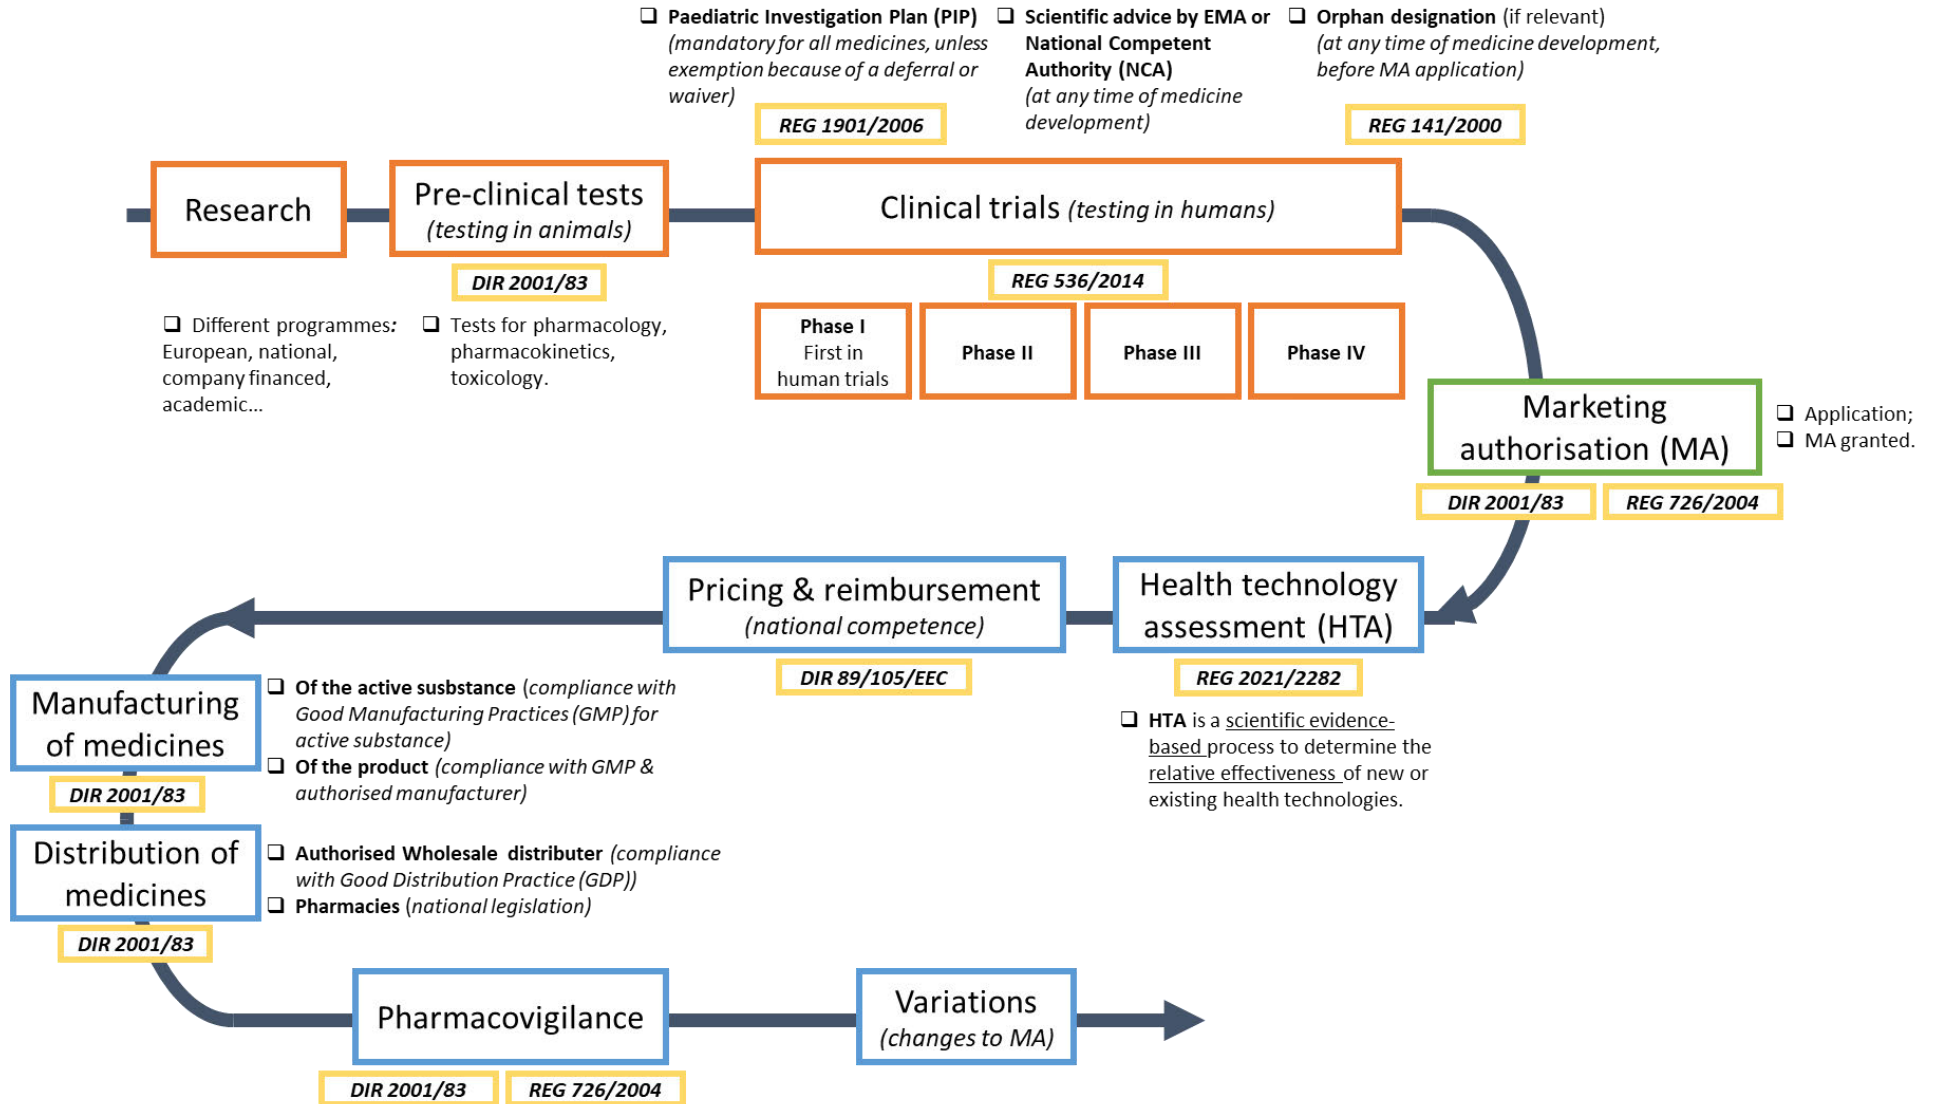 ❑ Paediatric Investigation Plan (PIP)
(mandatory for all medicines, unless
exemption because of a deferral or
waiver)
REG 1901/2006
❑ Scientific advice by EMA or
National Competent
Authority (NCA)
(at any time of medicine
development)
❑ Orphan designation (if relevant)
(at any time of medicine development,
before MA application)
REG 141/2000
Research
❑ Different programmes:
European, national,
company financed,
academic...
Pre-clinical tests
(testing in animals)
DIR 2001/83
❑ Tests for pharmacology,
pharmacokinetics,
toxicology.
Clinical trials (testing in humans)
REG 536/2014
Phase I
First in
human trials
Phase II
Phase III
Phase IV
Marketing
authorisation (MA)
❑ Application;
❑ MA granted.
DIR 2001/83
REG 726/2004
Health technology
assessment (HTA)
REG 2021/2282
❑ HTA is a scientific evidence-
based process to determine the
relative effectiveness of new or
existing health technologies.
Pricing & reimbursement
(national competence)
DIR 89/105/EEC
Manufacturing
of medicines
DIR 2001/83
❑ Of the active susbstance (compliance with
Good Manufacturing Practices (GMP) for
active substance)
❑ Of the product (compliance with GMP &
authorised manufacturer)
Distribution of
medicines
DIR 2001/83
❑ Authorised Wholesale distributer (compliance
with Good Distribution Practice (GDP))
❑ Pharmacies (national legislation)
Pharmacovigilance
DIR 2001/83
REG 726/2004
Variations
(changes to MA)